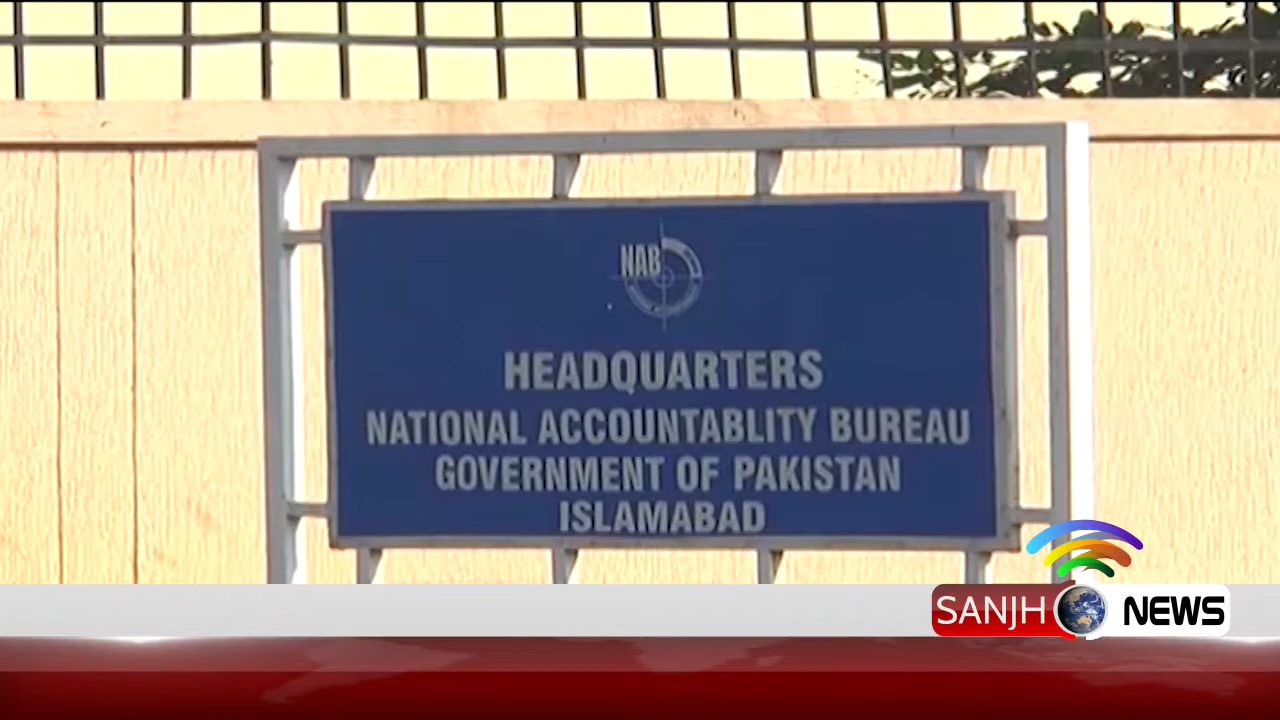 NAB
HEADQUARTERS
NATIONAL ACCOUNTABLITY BUREAU
GOVERNMENT OF PAKISTAN
ISLAMABAD
SANJH NEWS